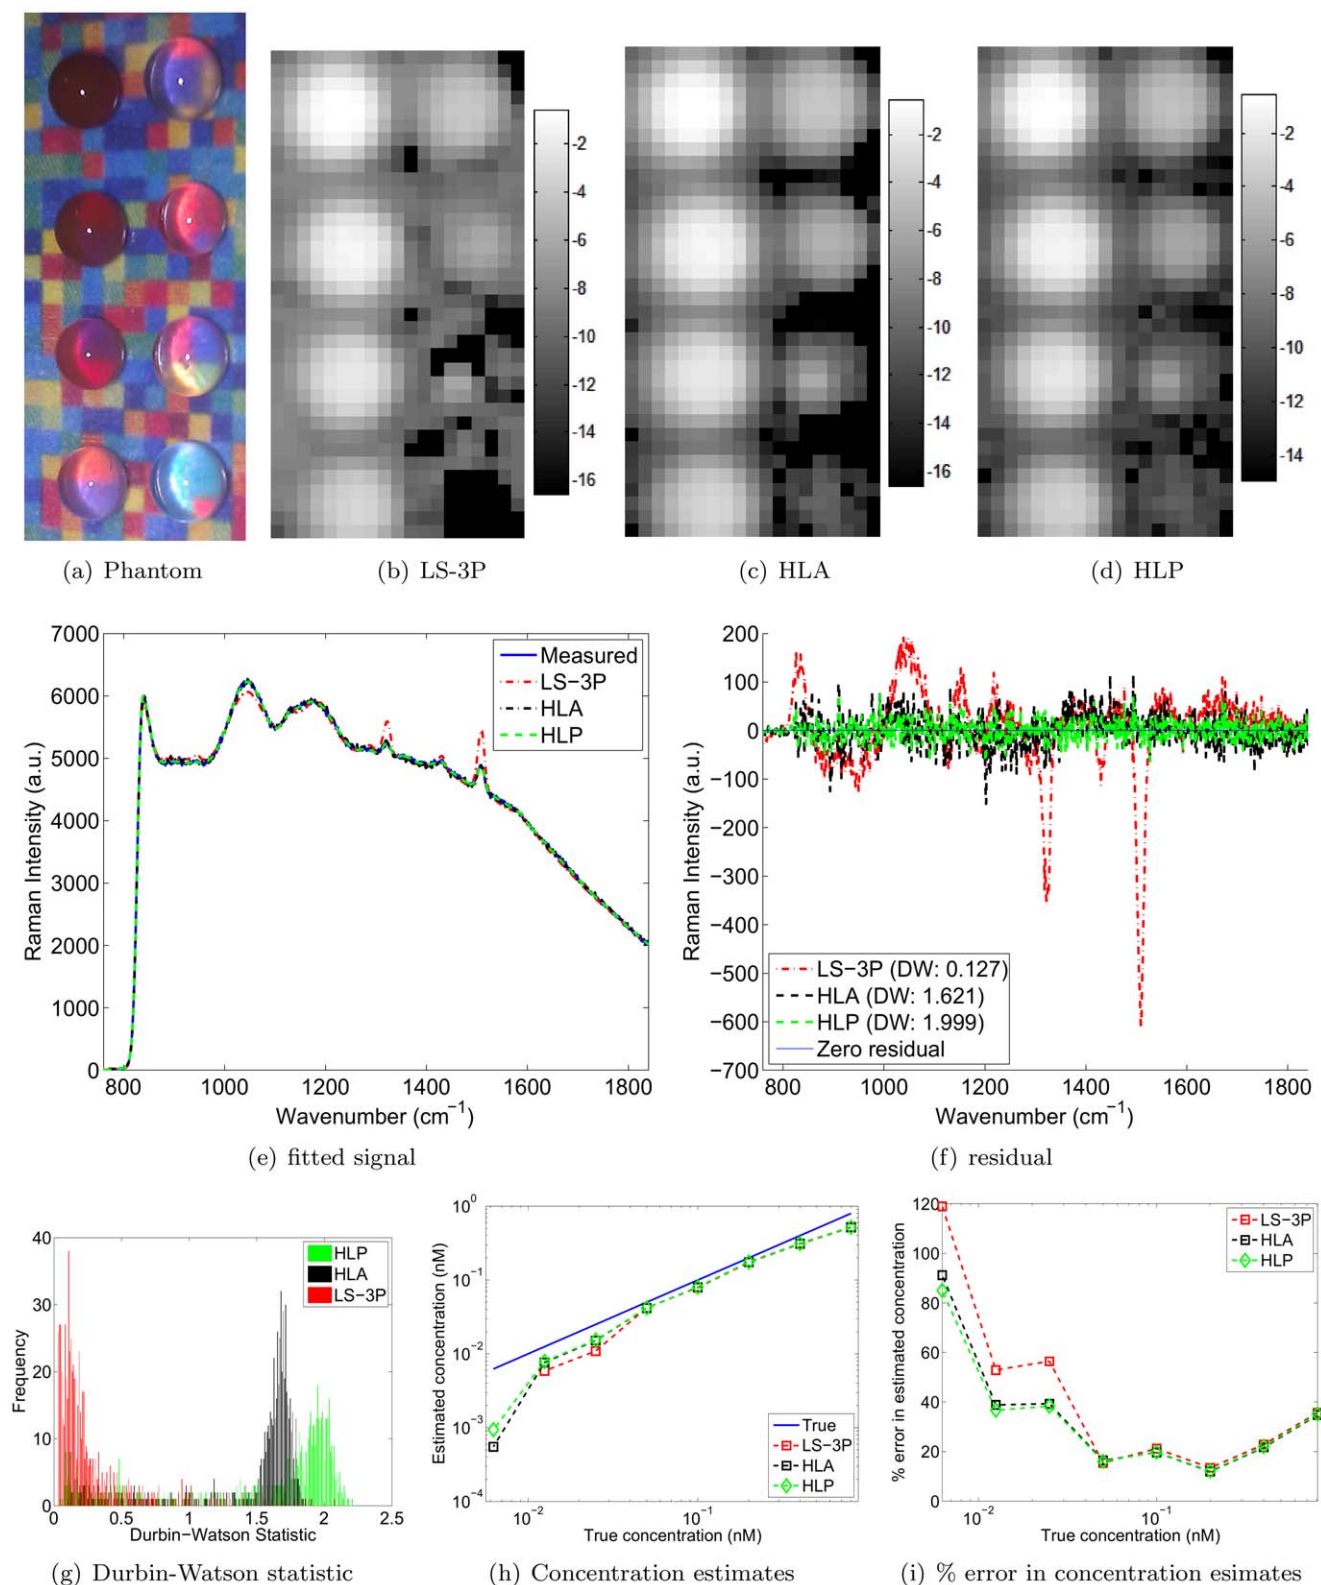 -2
-4
-6
-8
-10
-12
-14
-16
-2
-4
-6
-8
-10
-12
-14
-16
-2
-4
-6
-8
-10
-12
-14
(a) Phantom
(b) LS-3P
(c) HLA
(d) HLP
7000
6000
5000
4000
3000
2000
1000
0
Raman Intensity (a.u.)
Measured
LS-3P
HLA
HLP
800 1000 1200 1400 1600 1800
Wavenumber (cm⁻¹)
(e) fitted signal
200
100
0
−100
−200
−300
−400
−500
−600
−700
Raman Intensity (a.u.)
LS-3P (DW: 0.127)
HLA (DW: 1.621)
HLP (DW: 1.999)
Zero residual
800 1000 1200 1400 1600 1800
Wavenumber (cm⁻¹)
(f) residual
40
30
20
10
0
Frequency
HLP
HLA
LS-3P
0 0.5 1 1.5 2 2.5
Durbin-Watson Statistic
(g) Durbin-Watson statistic
10⁰
10⁻¹
10⁻²
10⁻³
10⁻⁴
Estimated concentration (nM)
True
LS-3P
HLA
HLP
10⁻² 10⁻¹
True concentration (nM)
(h) Concentration estimates
120
100
80
60
40
20
0
% error in estimated concentration
LS-3P
HLA
HLP
10⁻² 10⁻¹
True concentration (nM)
(i) % error in concentration esimates